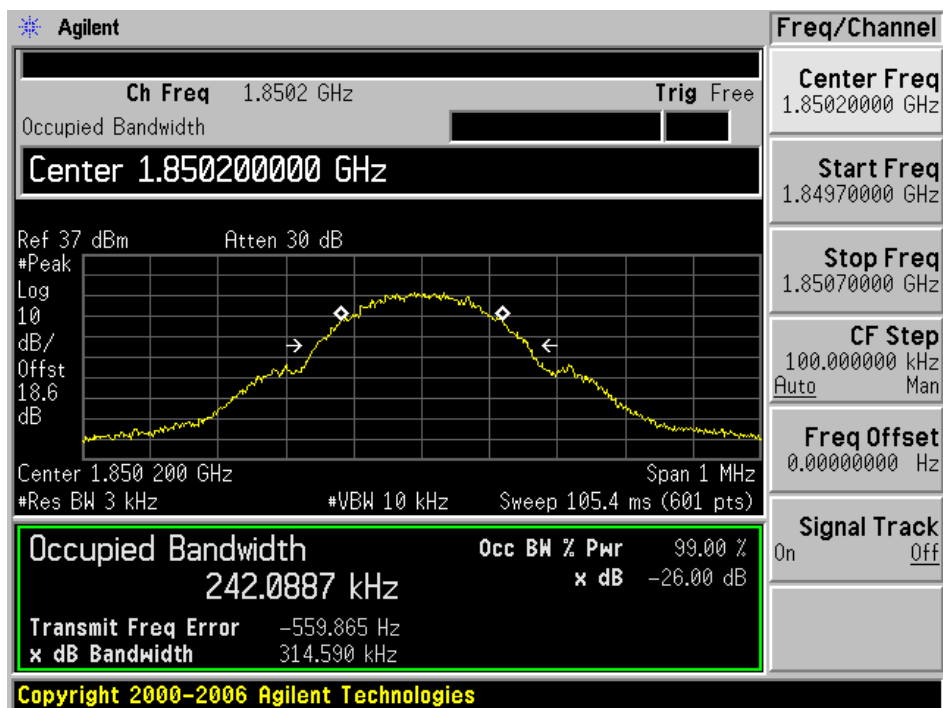 Agilent
Freq/Channel
Ch Freq 1.8502 GHz Trig Free
Occupied Bandwidth
Center 1.850200000 GHz
Ref 37 dBm Atten 30 dB
#Peak
Log
10
dB/
Offst
18.6
dB
Center 1.850 200 GHz Span 1 MHz
#Res BW 3 kHz #VBW 10 kHz Sweep 105.4 ms (601 pts)
Occupied Bandwidth Occ BW % Pwr 99.00 %
242.0887 kHz x dB -26.00 dB
Transmit Freq Error -559.865 Hz
x dB Bandwidth 314.590 kHz
Copyright 2000-2006 Agilent Technologies
Center Freq
1.85020000 GHz
Start Freq
1.84970000 GHz
Stop Freq
1.85070000 GHz
CF Step
100.000000 kHz
Auto Man
Freq Offset
0.00000000 Hz
Signal Track
On Off